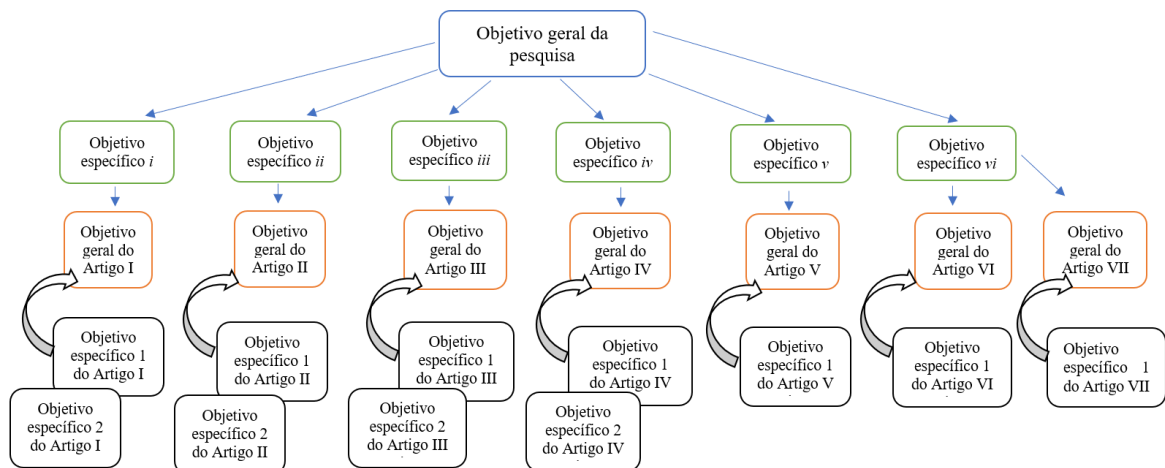 Objetivo geral da
pesquisa
Objetivo
específico i
Objetivo
específico ii
Objetivo
específico iii
Objetivo
específico iv
Objetivo
específico v
Objetivo
específico vi
Objetivo
geral do
Artigo I
Objetivo
geral do
Artigo II
Objetivo
geral do
Artigo III
Objetivo
geral do
Artigo IV
Objetivo
geral do
Artigo V
Objetivo
geral do
Artigo VI
Objetivo
geral do
Artigo VII
Objetivo
específico 1
do Artigo I
Objetivo
específico 1
do Artigo II
Objetivo
específico 1
do Artigo III
Objetivo
específico 1
do Artigo IV
Objetivo
específico 1
do Artigo V
Objetivo
específico 1
do Artigo VI
Objetivo
específico 1
do Artigo VII
Objetivo
específico 2
do Artigo I
Objetivo
específico 2
do Artigo II
Objetivo
específico 2
do Artigo III
Objetivo
específico 2
do Artigo IV